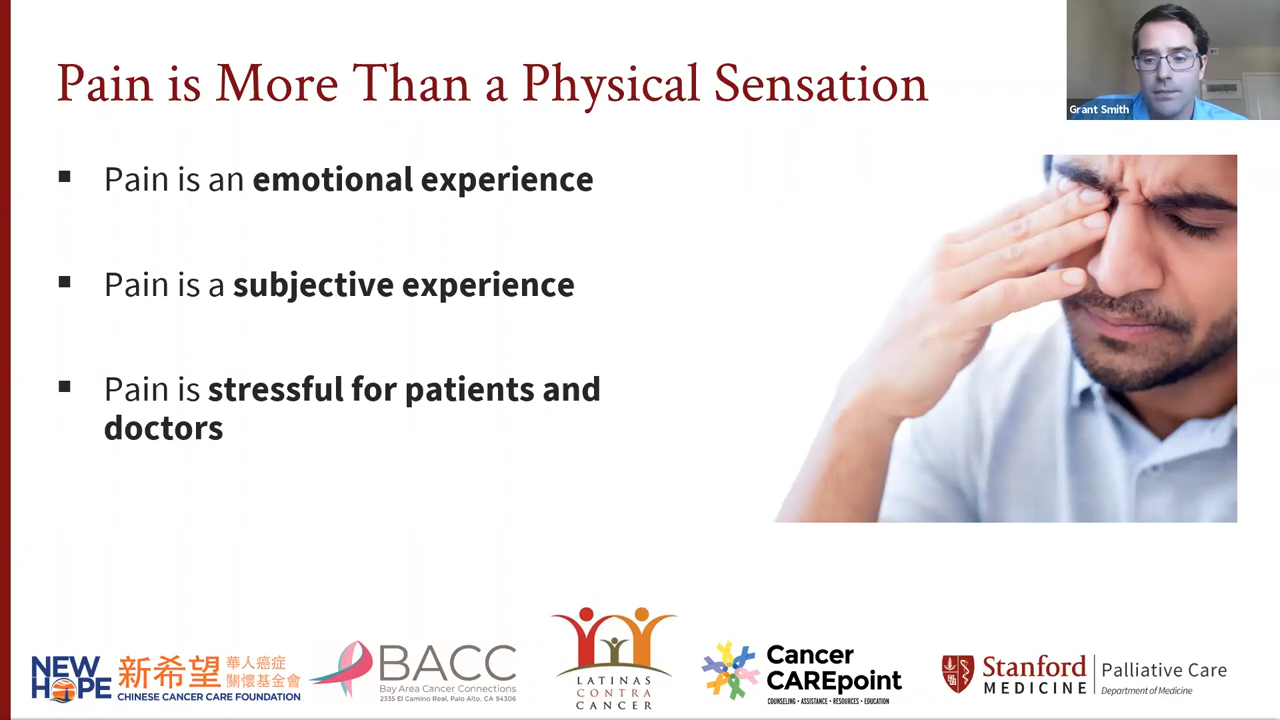 Pain is More Than a Physical Sensation
Grant Smith
▪ Pain is an emotional experience
▪ Pain is a subjective experience
▪ Pain is stressful for patients and
doctors
NEW
HOPE
新希望
華人癌症
關懷基金會
CHINESE CANCER CARE FOUNDATION
BACC
Bay Area Cancer Connections
2335 El Camino Real, Palo Alto, CA 94306
LATINAS
CONTRA
CANCER
Cancer
CAREpoint
COUNSELING • ASSISTANCE • RESOURCES • EDUCATION
Stanford
MEDICINE
Palliative Care
Department of Medicine